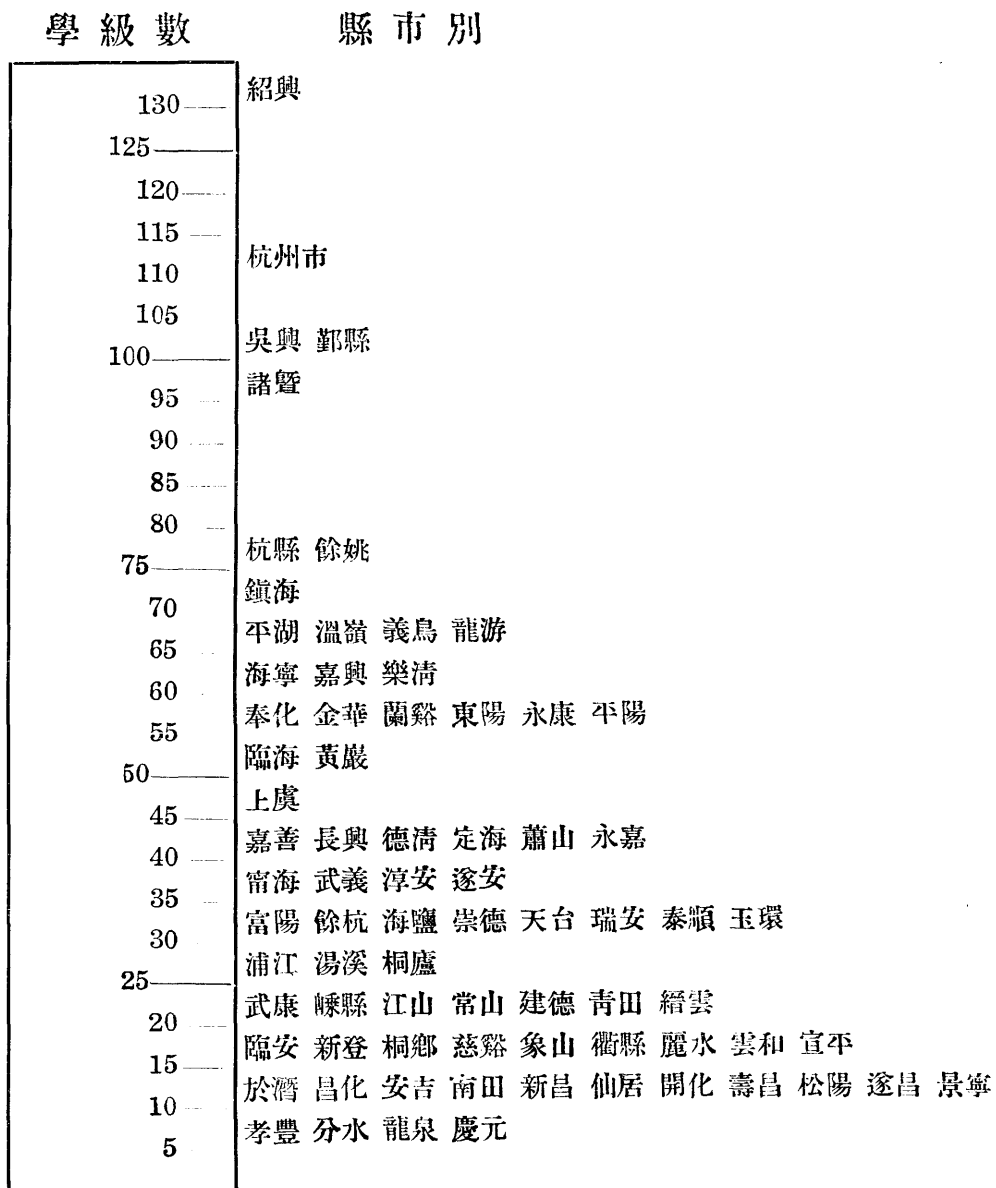 學級數 縣市別
紹興
130
125
120
115
杭州市
110
105
吳興 鄞縣
100
諸暨
95
90
85
80
杭縣 餘姚
75
鎮海
70
平湖 溫嶺 義烏 龍游
65
海寧 嘉興 樂淸
60
奉化 金華 蘭谿 東陽 永康 平陽
55
臨海 黃巖
50
上虞
45
嘉善 長興 德淸 定海 蕭山 永嘉
40
甯海 武義 淳安 遂安
35
富陽 餘杭 海鹽 崇德 天台 瑞安 泰順 玉環
30
浦江 湯溪 桐廬
25
武康 嵊縣 江山 常山 建德 靑田 縉雲
20
臨安 新登 桐鄉 慈谿 象山 衢縣 麗水 雲和 宣平
15
於潛 昌化 安吉 南田 新昌 仙居 開化 壽昌 松陽 遂昌 景寧
10
孝豐 分水 龍泉 慶元
5